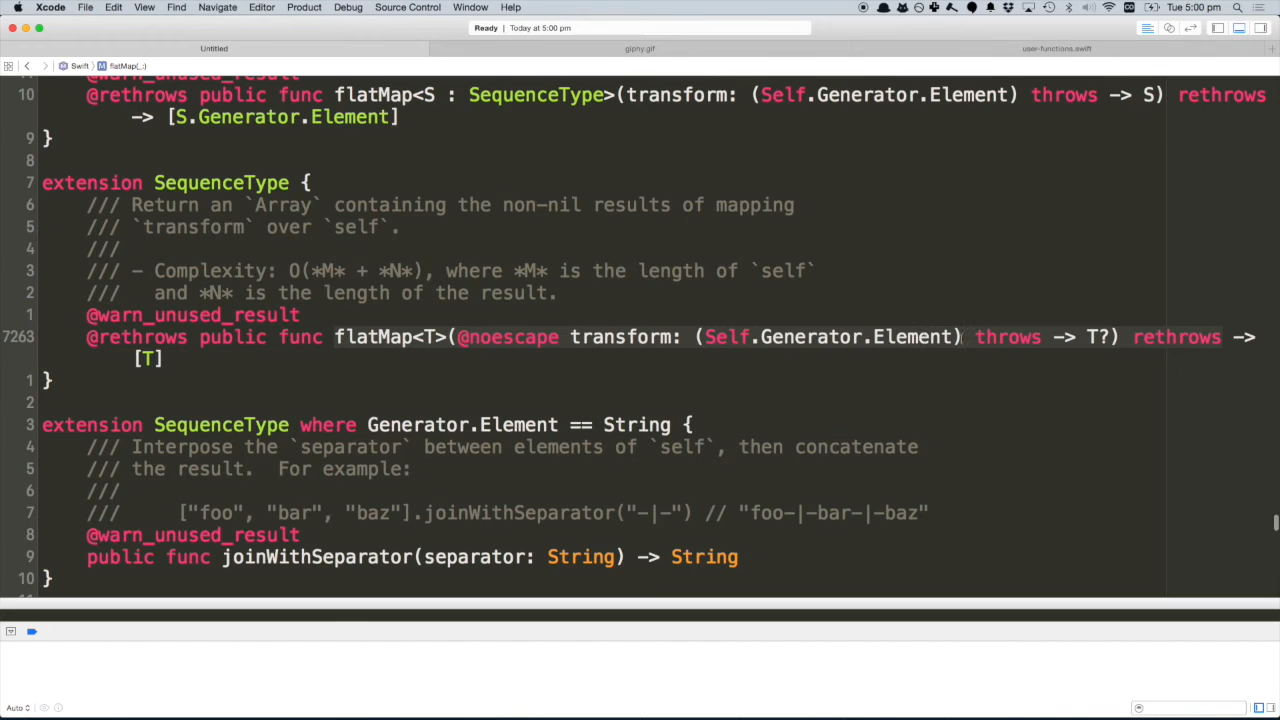 Xcode File Edit View Find Navigate Editor Product Debug Source Control Window Help Tue 5:00 pm
Ready | Today at 5:00 pm
Untitled giphy.gif user-functions.swift
Swift flatMap(_:)
11 @warn_unused_result
10 @rethrows public func flatMap<S : SequenceType>(transform: (Self.Generator.Element) throws -> S) rethrows
-> [S.Generator.Element]
9 }
8
7 extension SequenceType {
6 /// Return an `Array` containing the non-nil results of mapping
5 /// `transform` over `self`.
4 ///
3 /// - Complexity: O(*M* + *N*), where *M* is the length of `self`
2 /// and *N* is the length of the result.
1 @warn_unused_result
7263 @rethrows public func flatMap<T>(@noescape transform: (Self.Generator.Element) throws -> T?) rethrows ->
[T]
1 }
2
3 extension SequenceType where Generator.Element == String {
4 /// Interpose the `separator` between elements of `self`, then concatenate
5 /// the result. For example:
6 ///
7 /// ["foo", "bar", "baz"].joinWithSeparator("-|-") // "foo-|-bar-|-baz"
8 @warn_unused_result
9 public func joinWithSeparator(separator: String) -> String
10 }
Auto